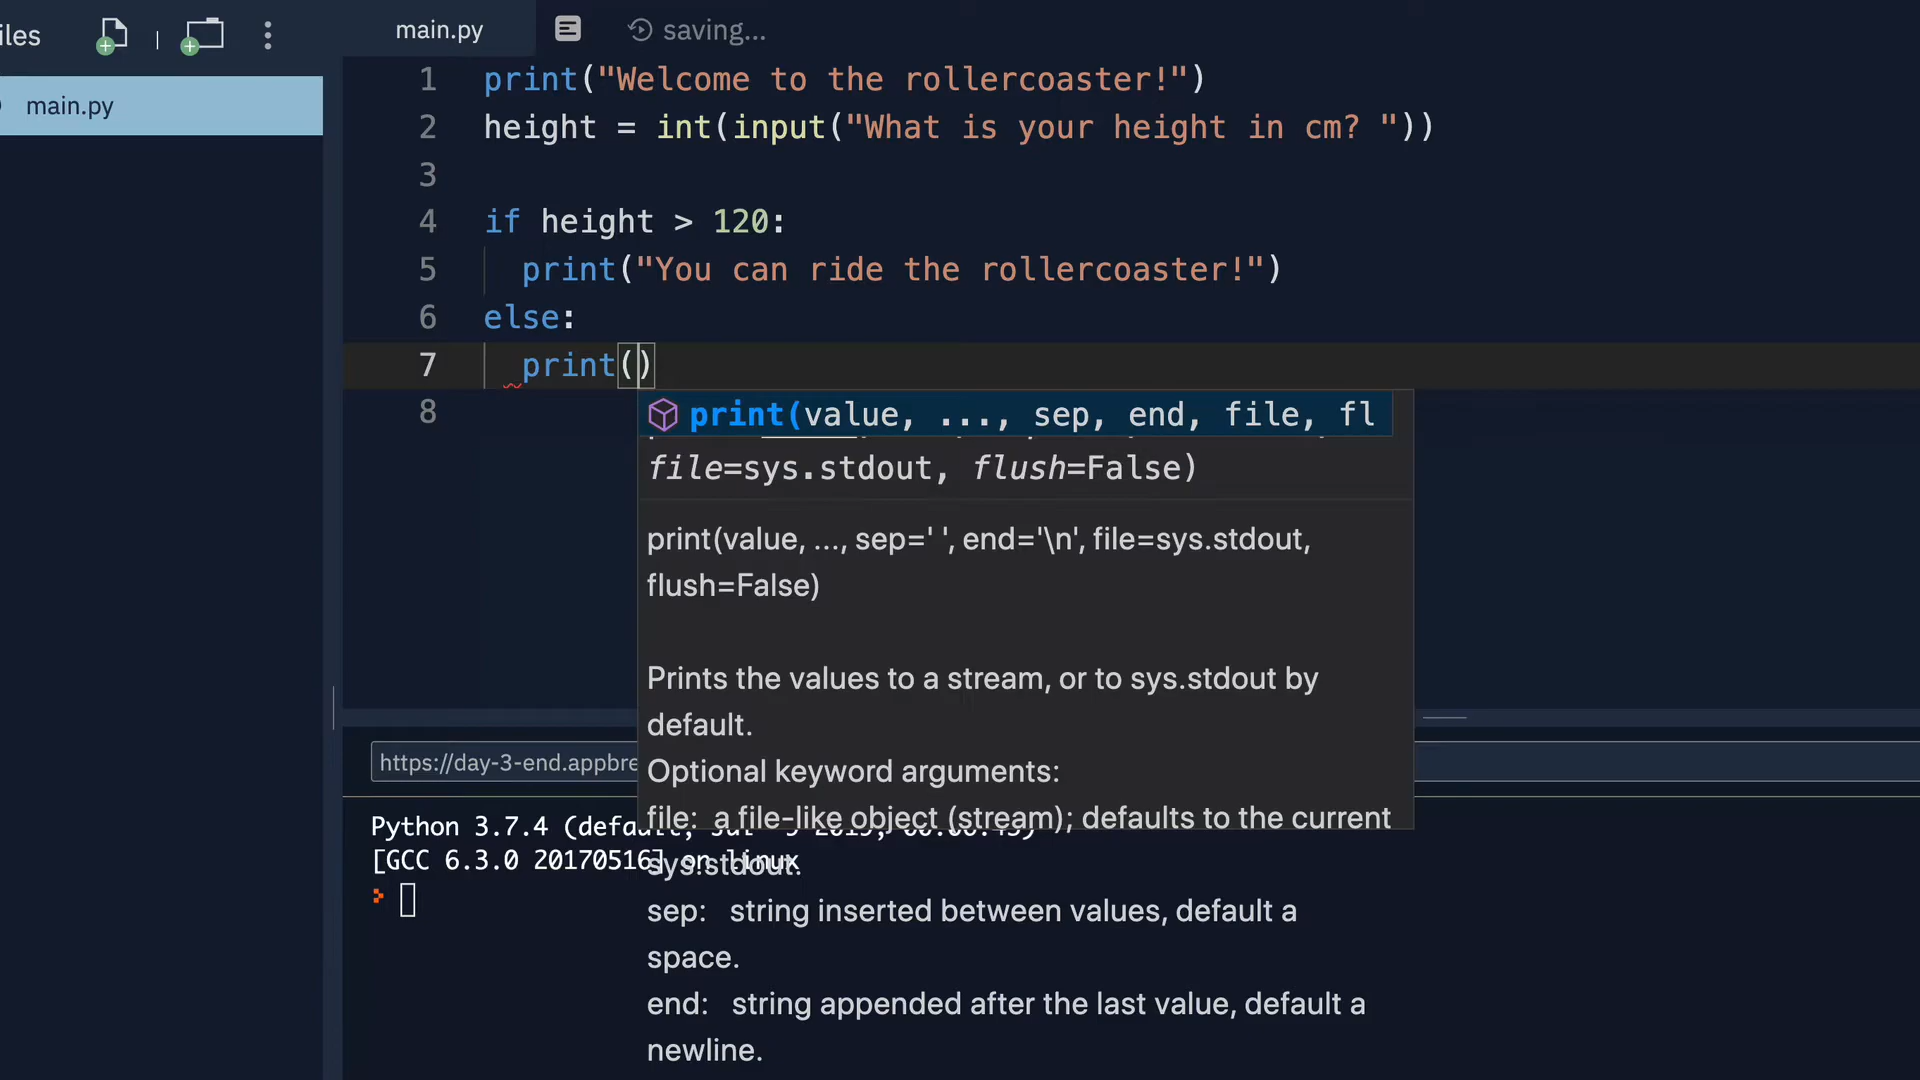 iles
main.py
saving...
main.py
1 print("Welcome to the rollercoaster!")
2 height = int(input("What is your height in cm? "))
3
4 if height > 120:
5 print("You can ride the rollercoaster!")
6 else:
7 print()
8
print(value, ..., sep, end, file, fl
file=sys.stdout, flush=False)
print(value, ..., sep=' ', end='\n', file=sys.stdout,
flush=False)
Prints the values to a stream, or to sys.stdout by
default.
Optional keyword arguments:
file: a file-like object (stream); defaults to the current
sys.stdout.
sep: string inserted between values, default a
space.
end: string appended after the last value, default a
newline.
https://day-3-end.appbre
Python 3.7.4 (default,
[GCC 6.3.0 20170516] on linux